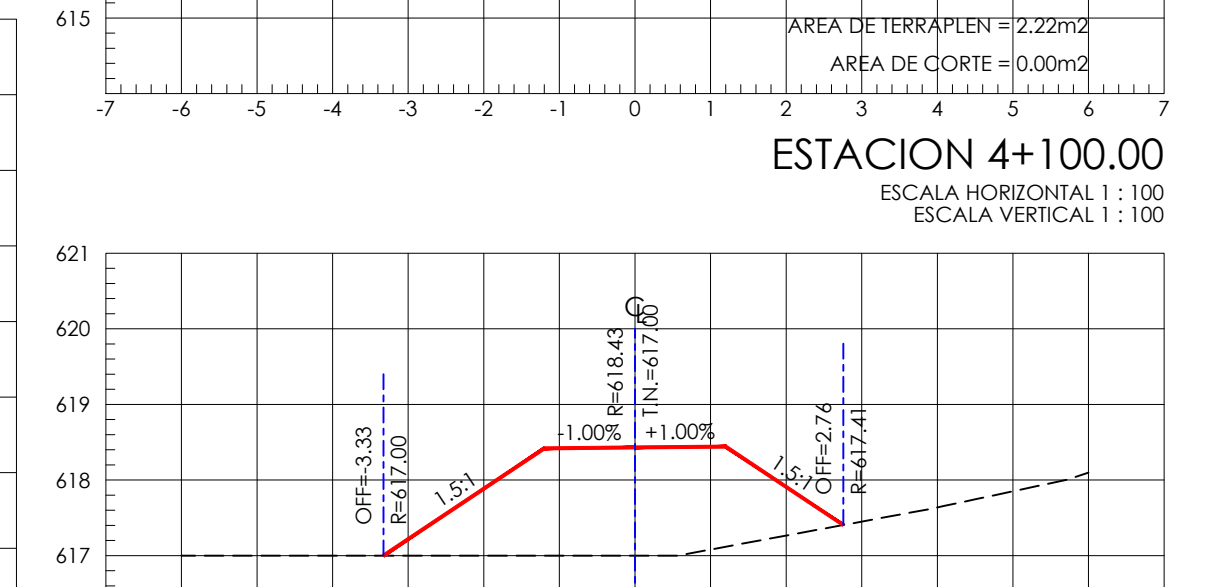 615
AREA DE TERRAPLEN = 2.22m2
AREA DE CORTE = 0.00m2
-7 -6 -5 -4 -3 -2 -1 0 1 2 3 4 5 6 7
ESTACION 4+100.00
ESCALA HORIZONTAL 1 : 100
ESCALA VERTICAL 1 : 100
621
620
619
618
617
℄
R=618.43
T.N.=617.00
-1.00%
+1.00%
OFF=-3.33
R=617.00
1.5:1
1.5:1
OFF=2.76
R=617.41